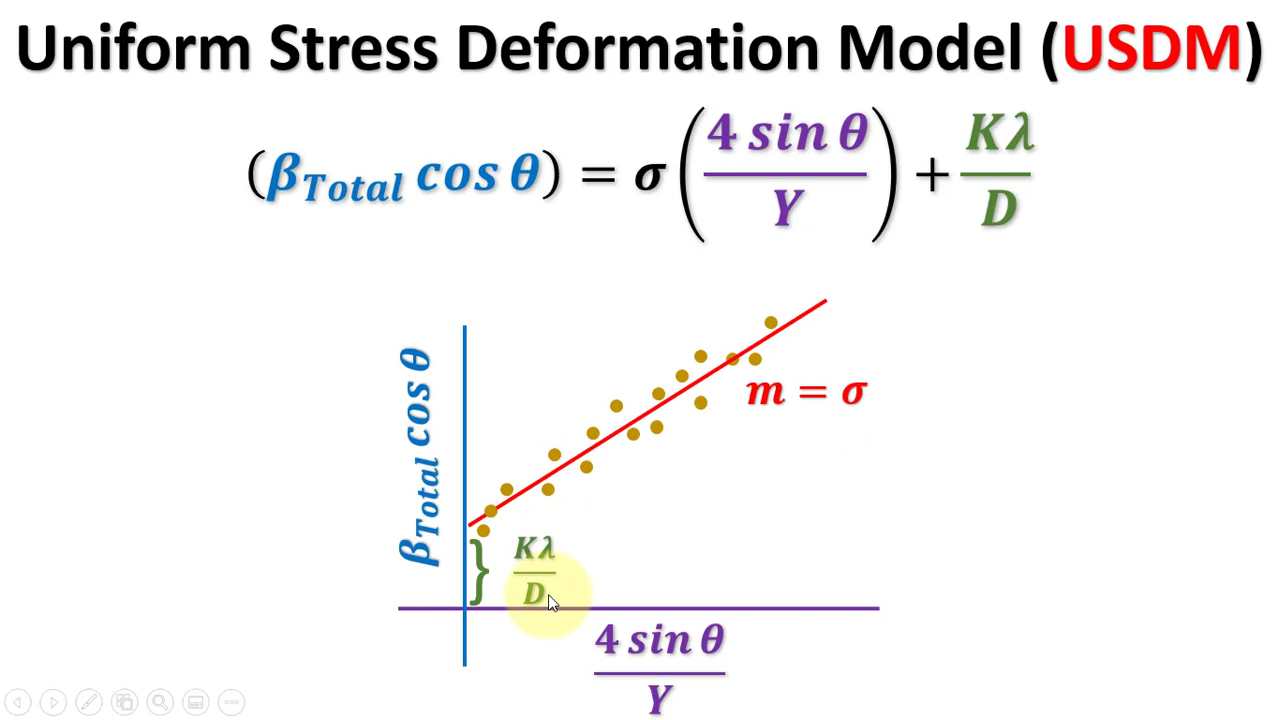 Uniform Stress Deformation Model (USDM)
(β_Total cos θ) = σ (4 sin θ / Y) + Kλ / D
β_Total cos θ
m = σ
Kλ / D
4 sin θ / Y